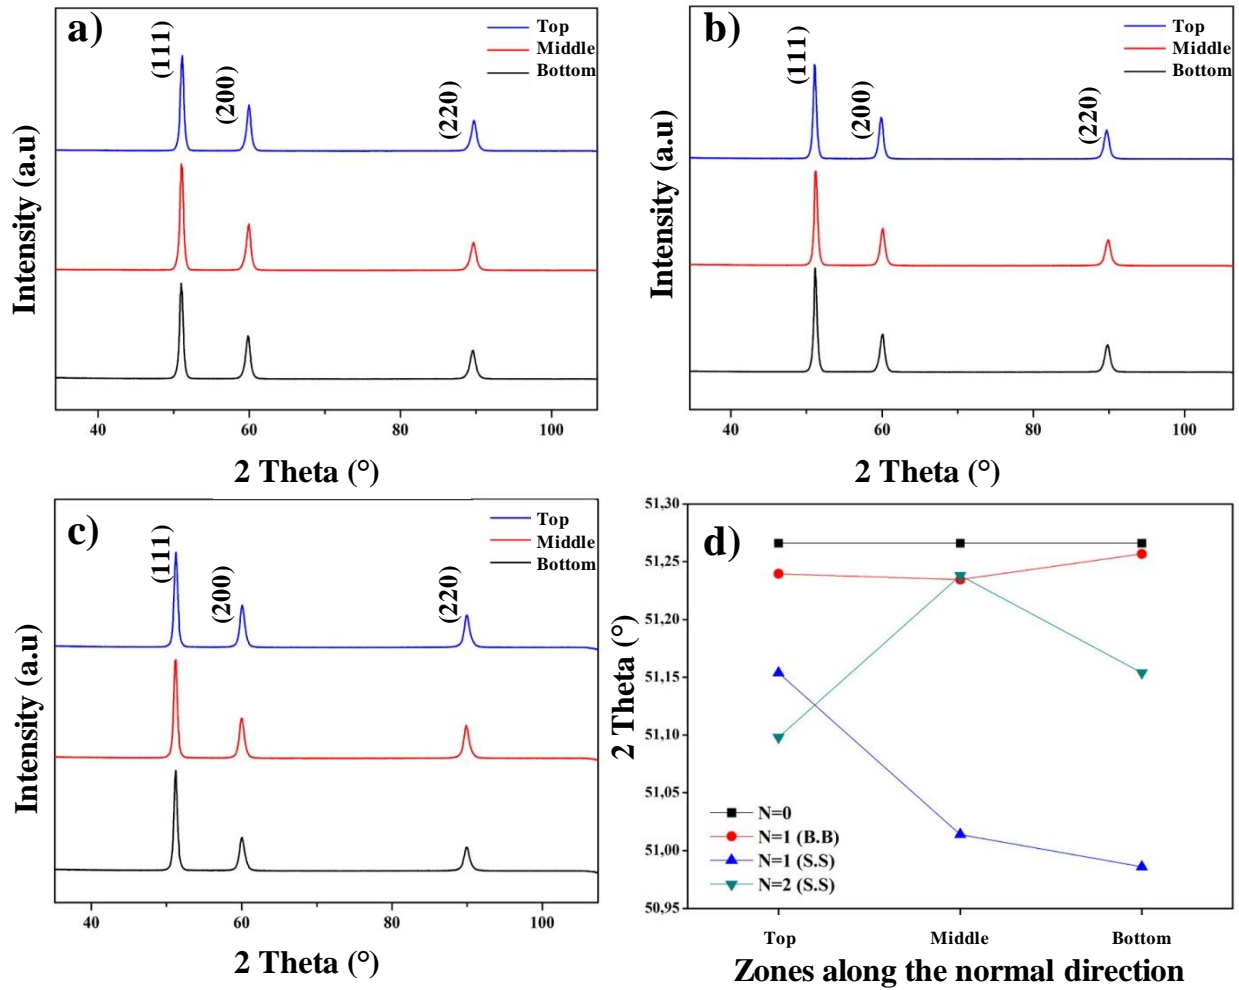 a)
(111)
(200)
(220)
Top
Middle
Bottom
Intensity (a.u)
40
60
80
100
2 Theta (°)
b)
(111)
(200)
(220)
Top
Middle
Bottom
Intensity (a.u)
40
60
80
100
2 Theta (°)
c)
(111)
(200)
(220)
Top
Middle
Bottom
Intensity (a.u)
40
60
80
100
2 Theta (°)
d)
51,30
51,25
51,20
51,15
51,10
51,05
51,00
50,95
2 Theta (°)
N=0
N=1 (B.B)
N=1 (S.S)
N=2 (S.S)
Top
Middle
Bottom
Zones along the normal direction